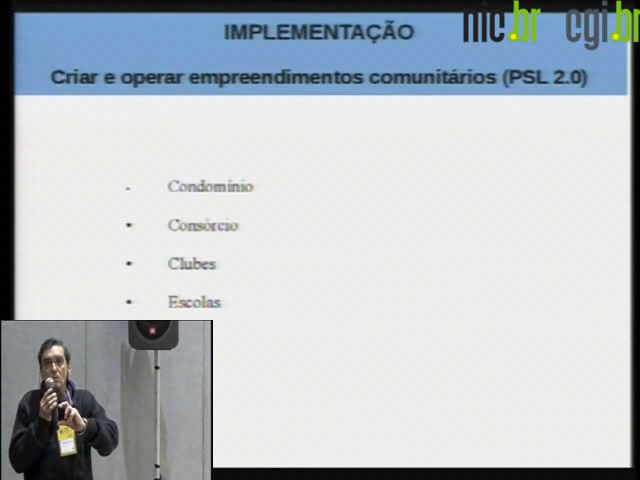 nic.br cgi.br
IMPLEMENTAÇÃO
Criar e operar empreendimentos comunitários (PSL 2.0)
- Condomínio
• Consórcio
• Clubes
• Escolas